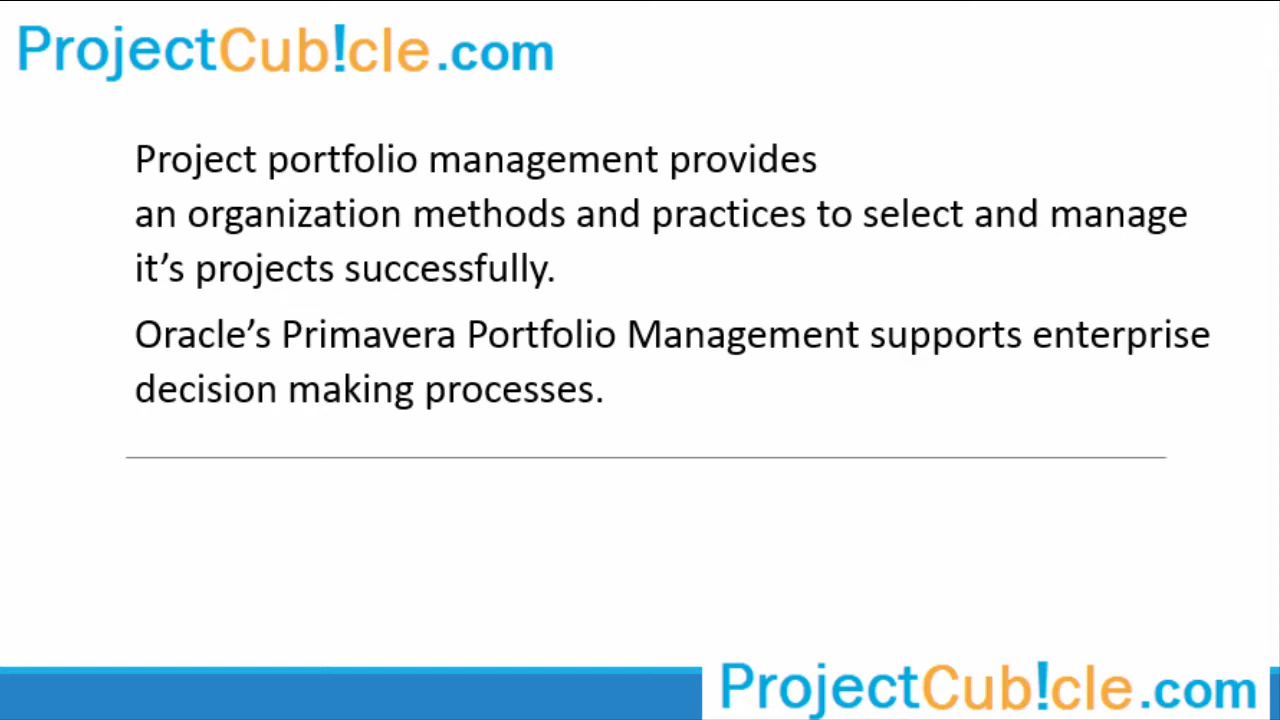 ProjectCub!cle.com
Project portfolio management provides
an organization methods and practices to select and manage
it’s projects successfully.
Oracle’s Primavera Portfolio Management supports enterprise
decision making processes.
ProjectCub!cle.com